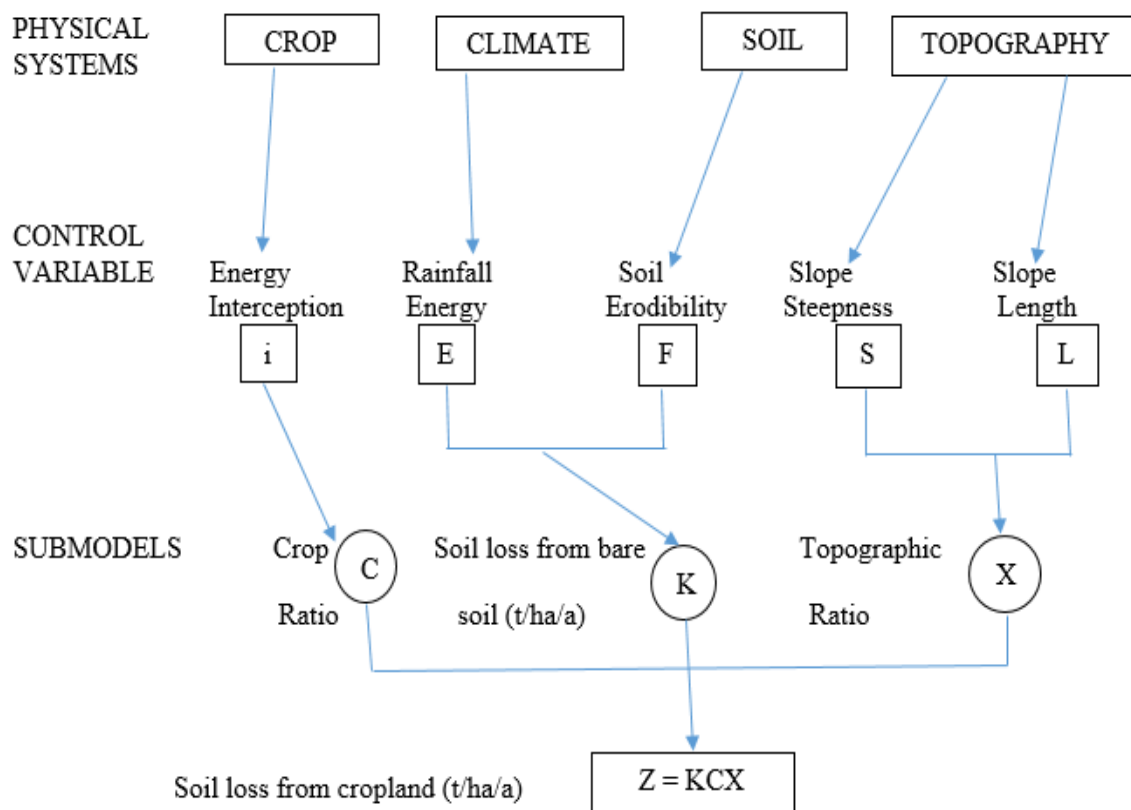 PHYSICAL
SYSTEMS
CROP
CLIMATE
SOIL
TOPOGRAPHY
CONTROL
VARIABLE
Energy
Interception
i
Rainfall
Energy
E
Soil
Erodibility
F
Slope
Steepness
S
Slope
Length
L
SUBMODELS
Crop
Ratio
C
Soil loss from bare
soil (t/ha/a)
K
Topographic
Ratio
X
Soil loss from cropland (t/ha/a)
Z = KCX